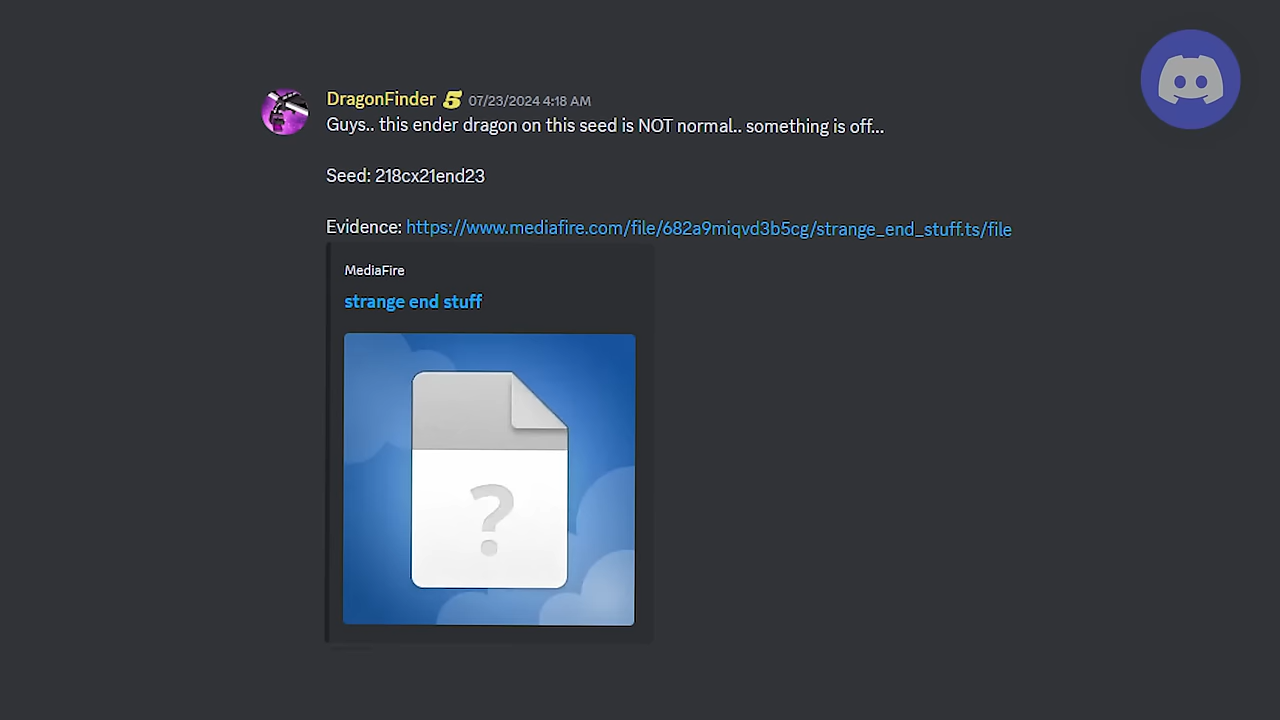 DragonFinder 5 07/23/2024 4:18 AM
Guys.. this ender dragon on this seed is NOT normal.. something is off...
Seed: 218cx21end23
Evidence: https://www.mediafire.com/file/682a9miqvd3b5cg/strange_end_stuff.ts/file
MediaFire
strange end stuff
?